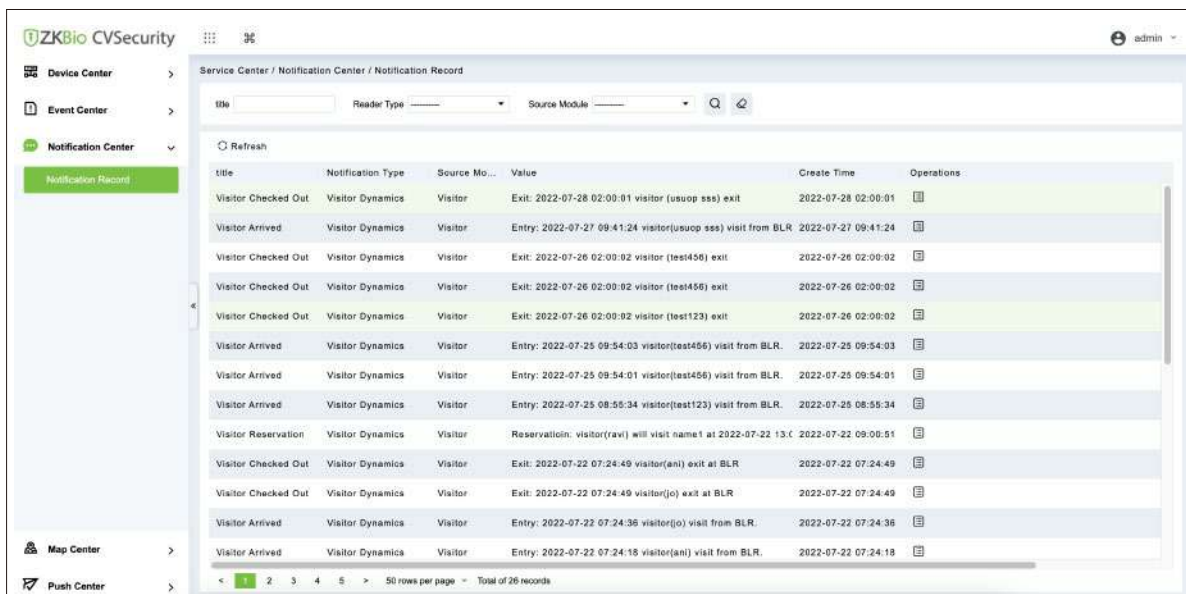 ZKBio CVSecurity
admin
Device Center
Event Center
Notification Center
Notification Record
Map Center
Push Center
Service Center / Notification Center / Notification Record
title Reader Type --------- Source Module ---------
Refresh
title Notification Type Source Mo... Value Create Time Operations
Visitor Checked Out Visitor Dynamics Visitor Exit: 2022-07-28 02:00:01 visitor (usuop sss) exit 2022-07-28 02:00:01
Visitor Arrived Visitor Dynamics Visitor Entry: 2022-07-27 09:41:24 visitor(usuop sss) visit from BLR 2022-07-27 09:41:24
Visitor Checked Out Visitor Dynamics Visitor Exit: 2022-07-26 02:00:02 visitor (test456) exit 2022-07-26 02:00:02
Visitor Checked Out Visitor Dynamics Visitor Exit: 2022-07-26 02:00:02 visitor (test456) exit 2022-07-26 02:00:02
Visitor Checked Out Visitor Dynamics Visitor Exit: 2022-07-26 02:00:02 visitor (test123) exit 2022-07-26 02:00:02
Visitor Arrived Visitor Dynamics Visitor Entry: 2022-07-25 09:54:03 visitor(test456) visit from BLR. 2022-07-25 09:54:03
Visitor Arrived Visitor Dynamics Visitor Entry: 2022-07-25 09:54:01 visitor(test456) visit from BLR. 2022-07-25 09:54:01
Visitor Arrived Visitor Dynamics Visitor Entry: 2022-07-25 08:55:34 visitor(test123) visit from BLR. 2022-07-25 08:55:34
Visitor Reservation Visitor Dynamics Visitor Reservatioin: visitor(ravi) will visit name1 at 2022-07-22 13:0 2022-07-22 09:00:51
Visitor Checked Out Visitor Dynamics Visitor Exit: 2022-07-22 07:24:49 visitor(ani) exit at BLR 2022-07-22 07:24:49
Visitor Checked Out Visitor Dynamics Visitor Exit: 2022-07-22 07:24:49 visitor(jo) exit at BLR 2022-07-22 07:24:49
Visitor Arrived Visitor Dynamics Visitor Entry: 2022-07-22 07:24:36 visitor(jo) visit from BLR. 2022-07-22 07:24:36
Visitor Arrived Visitor Dynamics Visitor Entry: 2022-07-22 07:24:18 visitor(ani) visit from BLR. 2022-07-22 07:24:18
< 1 2 3 4 5 > 50 rows per page Total of 26 records